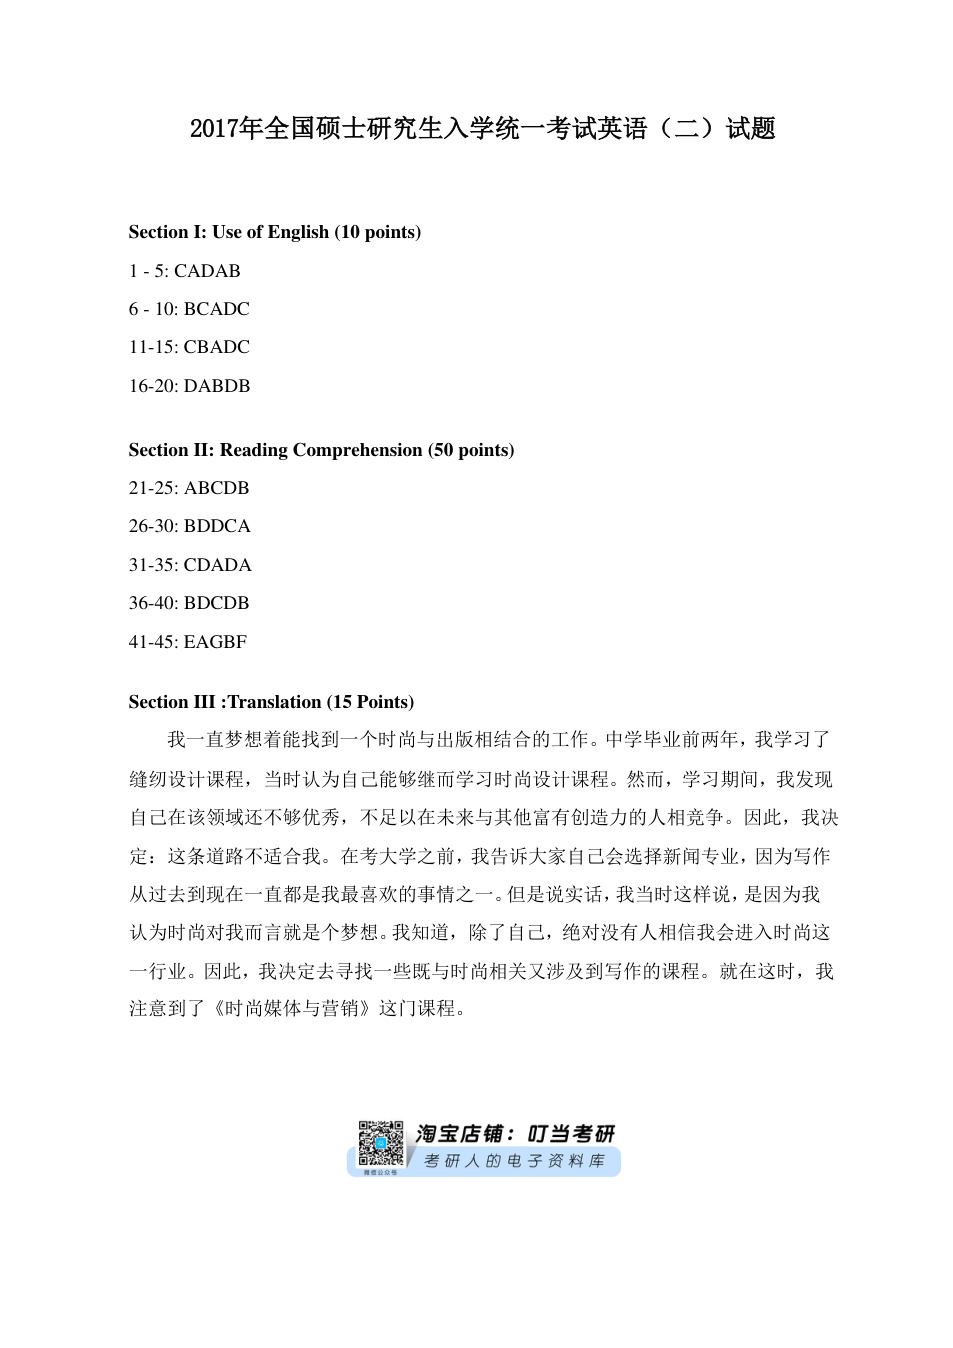 2017年全国硕士研究生入学统一考试英语（二）试题
Section I: Use of English (10 points)
1 - 5: CADAB
6 - 10: BCADC
11-15: CBADC
16-20: DABDB
Section II: Reading Comprehension (50 points)
21-25: ABCDB
26-30: BDDCA
31-35: CDADA
36-40: BDCDB
41-45: EAGBF
Section III :Translation (15 Points)
我一直梦想着能找到一个时尚与出版相结合的工作。中学毕业前两年，我学习了
缝纫设计课程，当时认为自己能够继而学习时尚设计课程。然而，学习期间，我发现
自己在该领域还不够优秀，不足以在未来与其他富有创造力的人相竞争。因此，我决
定：这条道路不适合我。在考大学之前，我告诉大家自己会选择新闻专业，因为写作
从过去到现在一直都是我最喜欢的事情之一。但是说实话，我当时这样说，是因为我
认为时尚对我而言就是个梦想。我知道，除了自己，绝对没有人相信我会进入时尚这
一行业。因此，我决定去寻找一些既与时尚相关又涉及到写作的课程。就在这时，我
注意到了《时尚媒体与营销》这门课程。
淘宝店铺：叮当考研
考研人的电子资料库
微信公众号